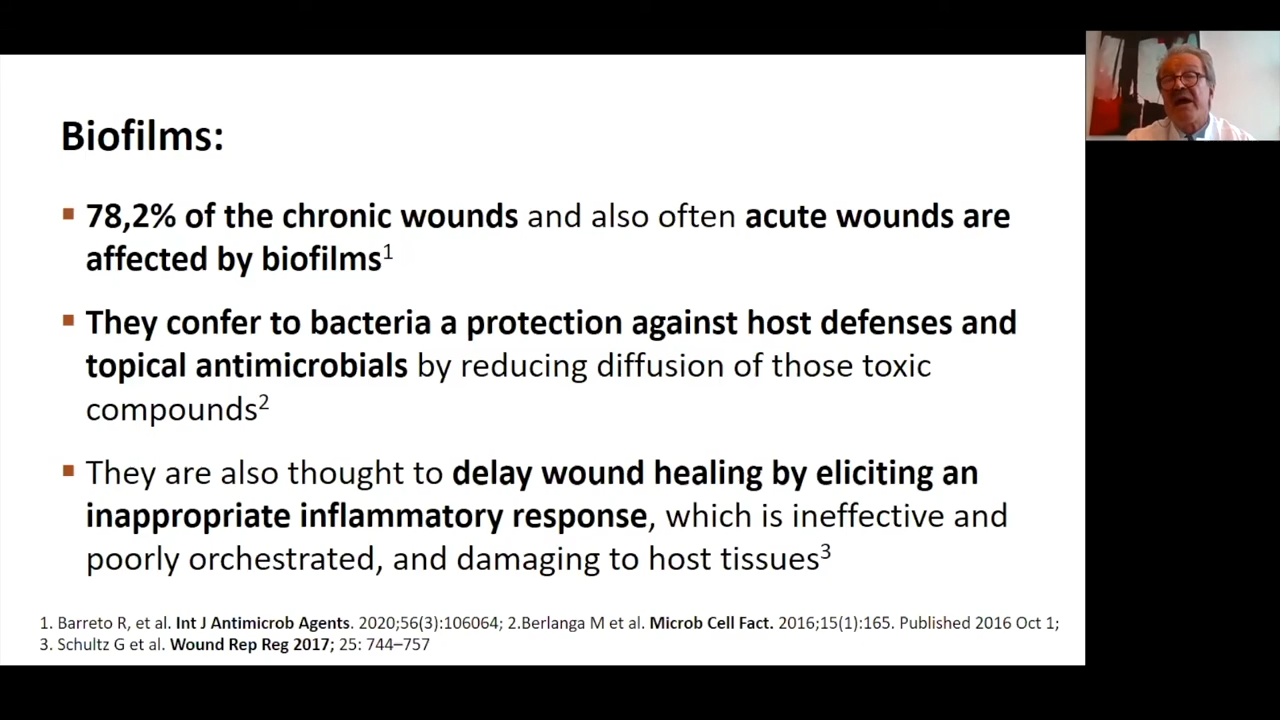 Biofilms:
▪ 78,2% of the chronic wounds and also often acute wounds are
affected by biofilms1
▪ They confer to bacteria a protection against host defenses and
topical antimicrobials by reducing diffusion of those toxic
compounds2
▪ They are also thought to delay wound healing by eliciting an
inappropriate inflammatory response, which is ineffective and
poorly orchestrated, and damaging to host tissues3
1. Barreto R, et al. Int J Antimicrob Agents. 2020;56(3):106064; 2.Berlanga M et al. Microb Cell Fact. 2016;15(1):165. Published 2016 Oct 1;
3. Schultz G et al. Wound Rep Reg 2017; 25: 744–757